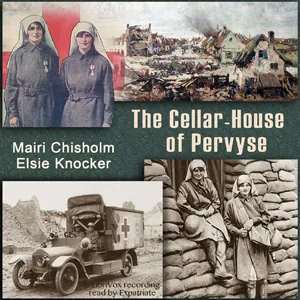 The Cellar-House
of Pervyse
Mairi Chisholm
Elsie Knocker
LibriVox recording
read by Expatriate